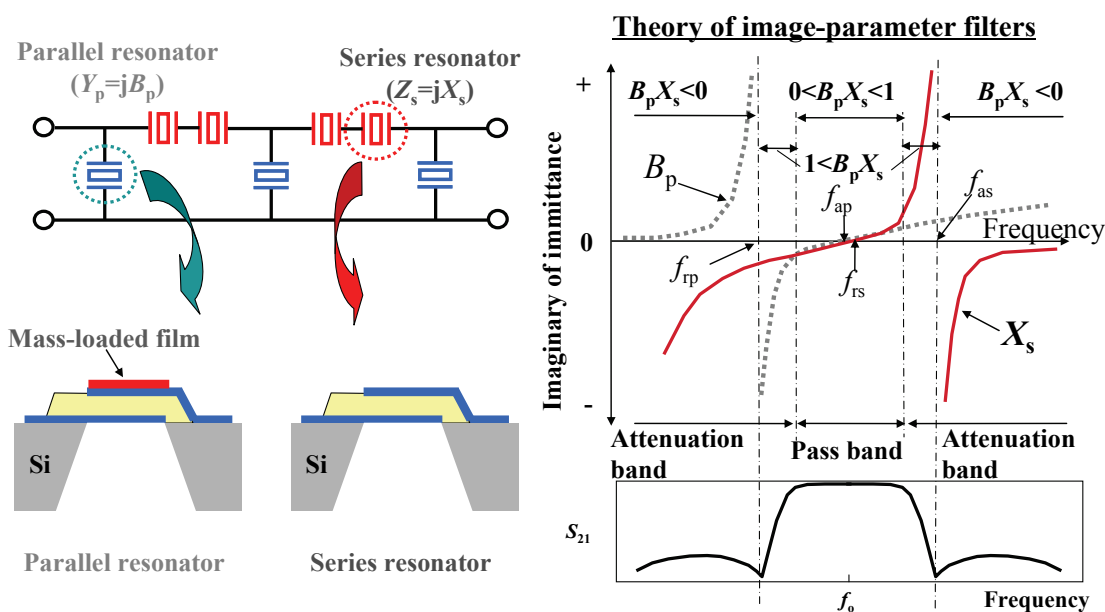 Parallel resonator
(Yp=jBp)
Series resonator
(Zs=jXs)
Mass-loaded film
Si
Si
Parallel resonator
Series resonator
Theory of image-parameter filters
+
BpXs<0
0<BpXs<1
BpXs<0
1<BpXs
Bp
fap
fas
Frequency
0
frp
frs
Xs
Imaginary of immittance
-
Attenuation
band
Pass band
Attenuation
band
S21
fo
Frequency